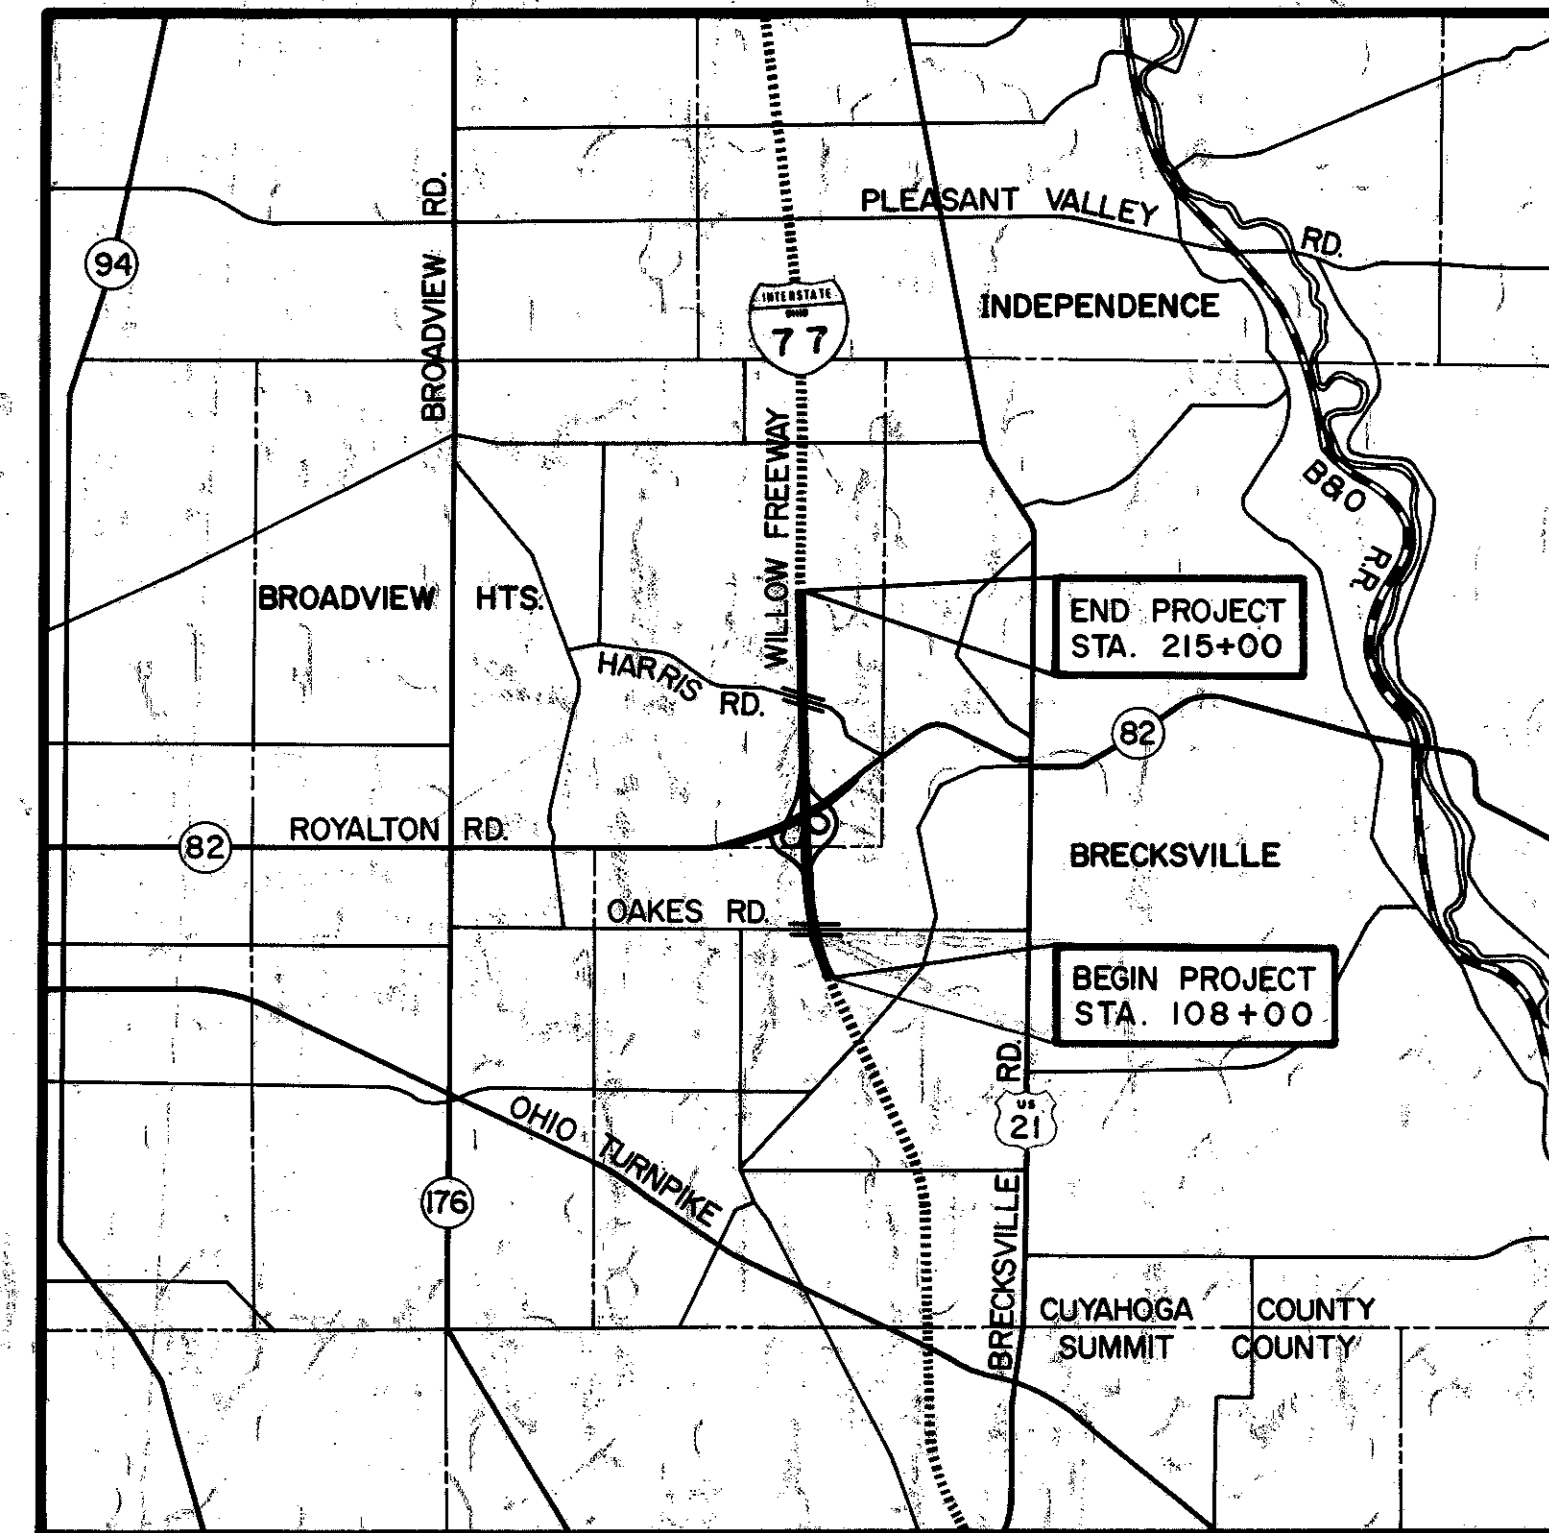 PLEASANT VALLEY RD.
BROADVIEW RD.
94
INTERSTATE
OHIO
77
INDEPENDENCE
WILLOW FREEWAY
B&O R.R.
BROADVIEW HTS.
END PROJECT
STA. 215+00
HARRIS RD.
82
ROYALTON RD.
82
BRECKSVILLE
OAKES RD.
BEGIN PROJECT
STA. 108+00
OHIO TURNPIKE
BRECKSVILLE RD.
US
21
176
CUYAHOGA COUNTY
SUMMIT COUNTY